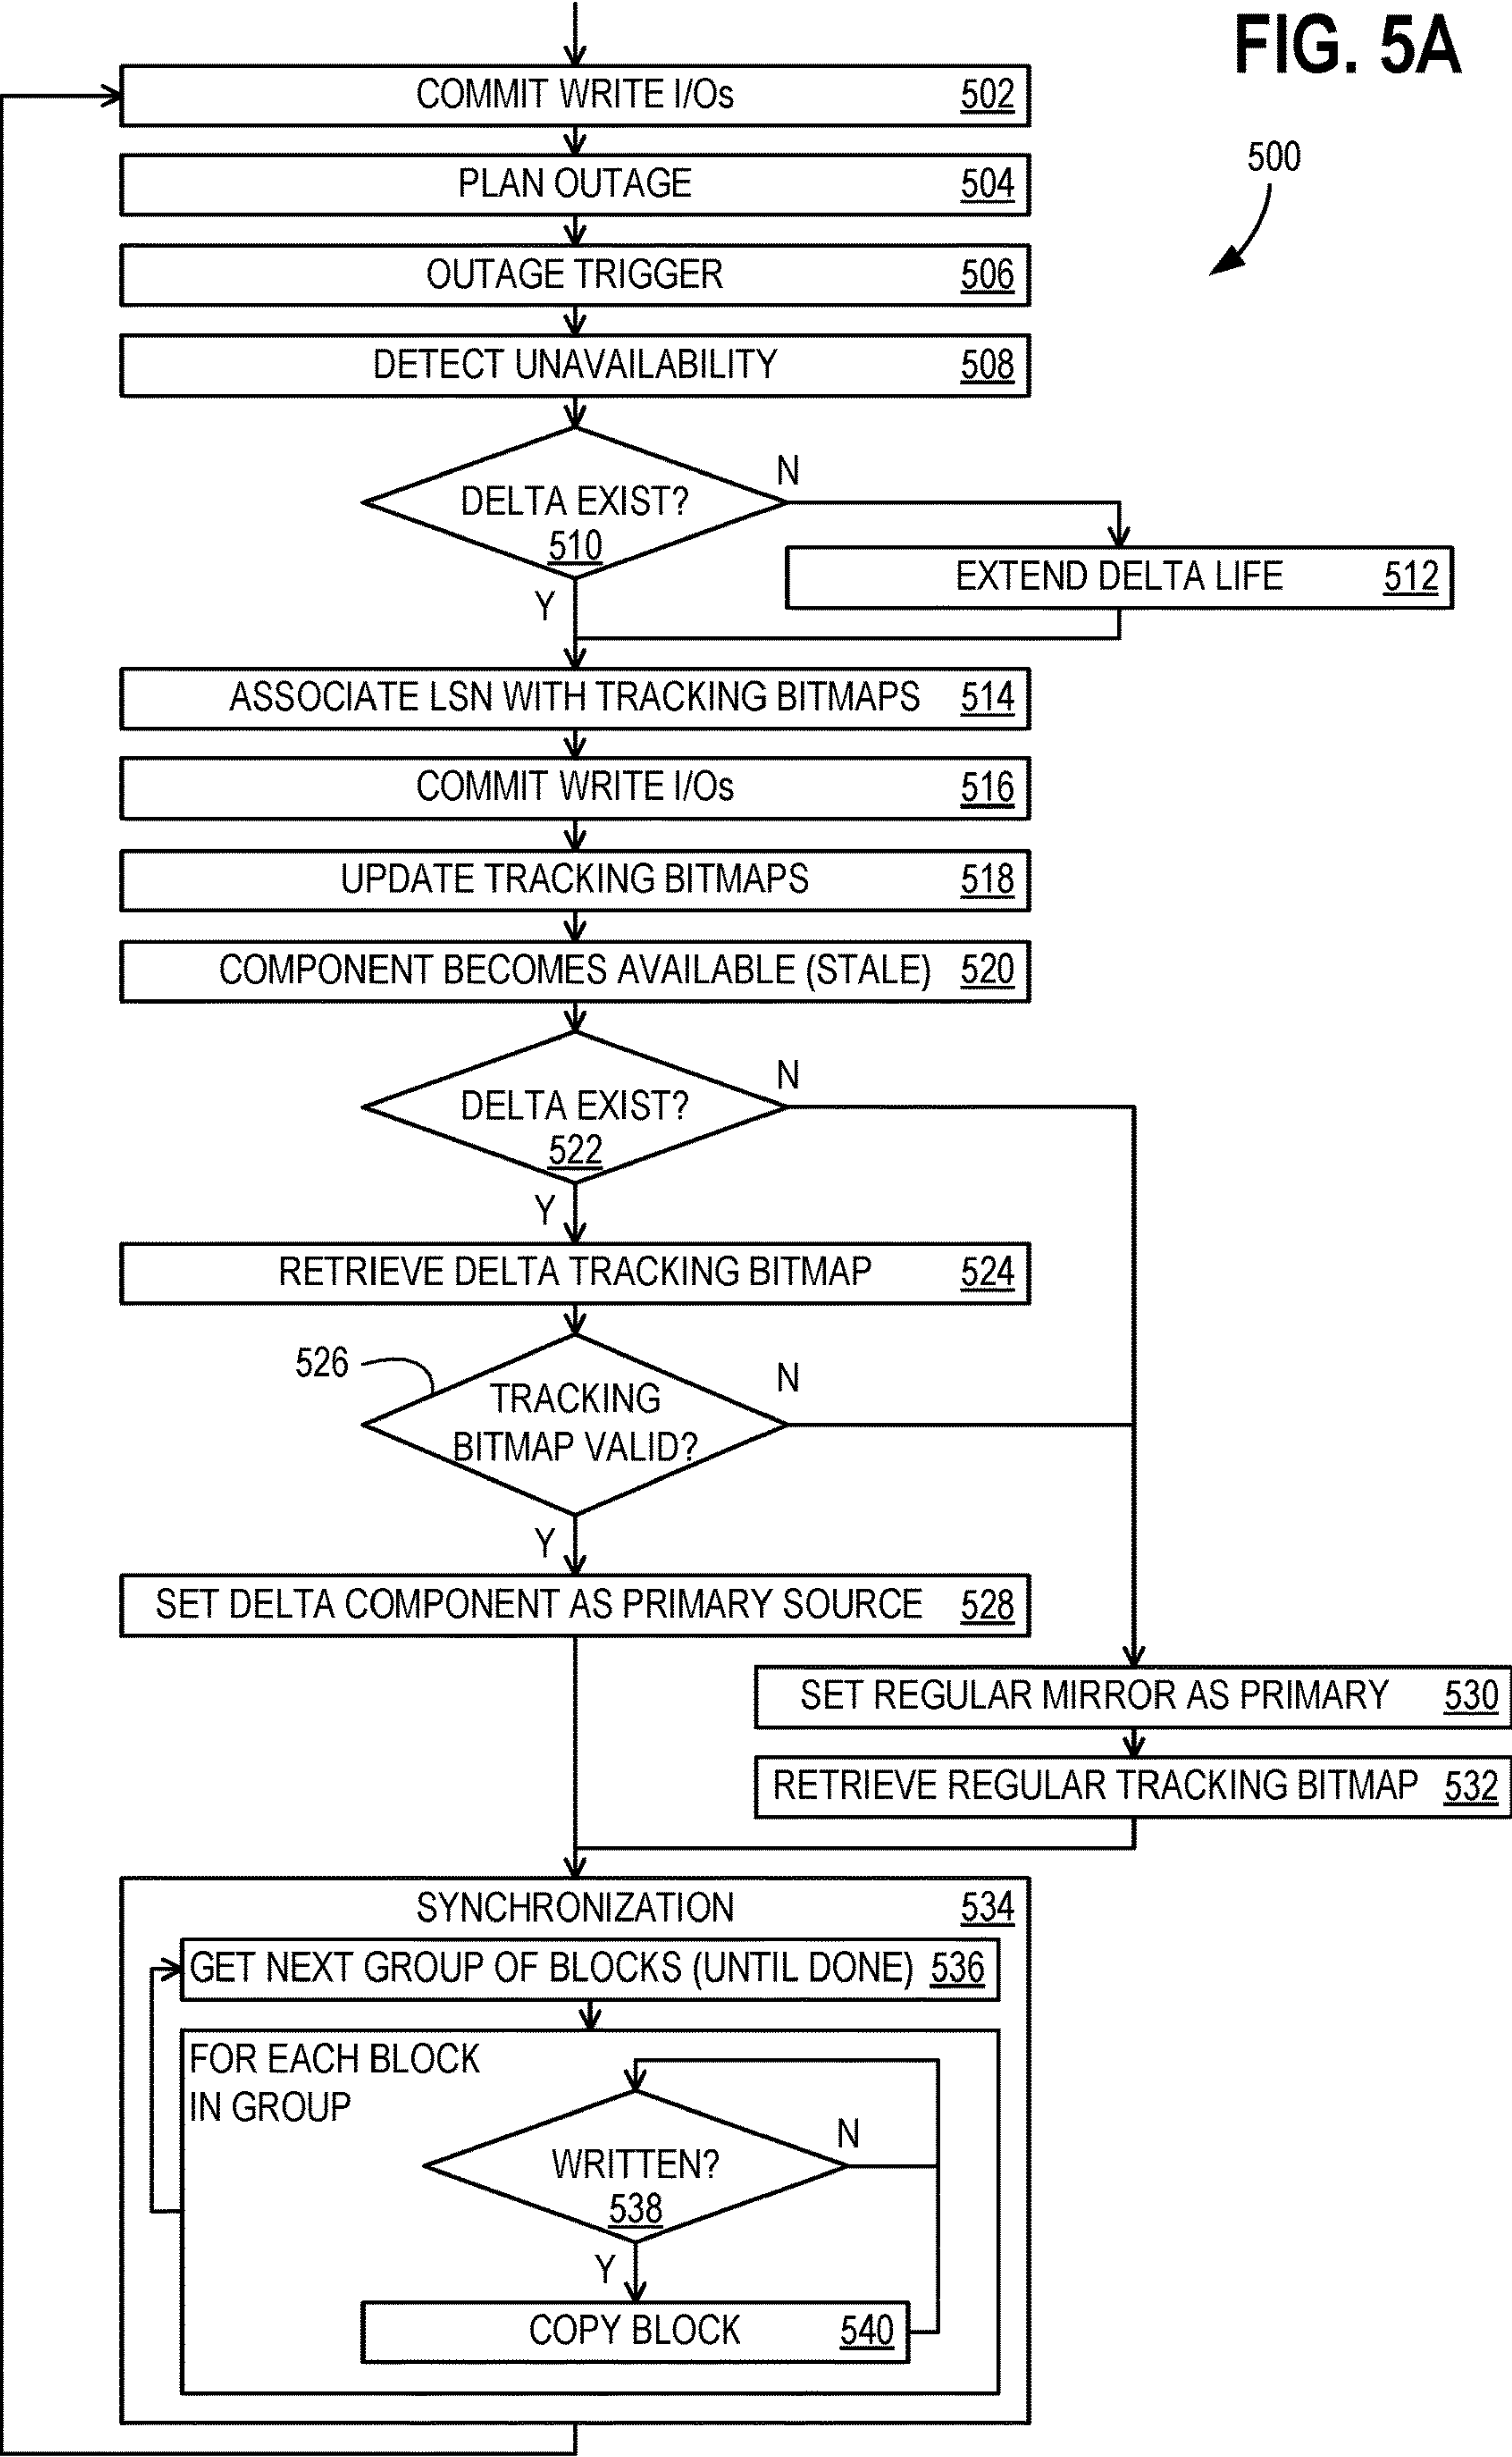 FIG. 5A
COMMIT WRITE I/Os 502
500
PLAN OUTAGE 504
OUTAGE TRIGGER 506
DETECT UNAVAILABILITY 508
N
DELTA EXIST?
510
EXTEND DELTA LIFE 512
Y
ASSOCIATE LSN WITH TRACKING BITMAPS 514
COMMIT WRITE I/Os 516
UPDATE TRACKING BITMAPS 518
COMPONENT BECOMES AVAILABLE (STALE) 520
N
DELTA EXIST?
522
Y
RETRIEVE DELTA TRACKING BITMAP 524
526
N
TRACKING
BITMAP VALID?
Y
SET DELTA COMPONENT AS PRIMARY SOURCE 528
SET REGULAR MIRROR AS PRIMARY 530
RETRIEVE REGULAR TRACKING BITMAP 532
SYNCHRONIZATION 534
GET NEXT GROUP OF BLOCKS (UNTIL DONE) 536
FOR EACH BLOCK
IN GROUP
N
WRITTEN?
538
Y
COPY BLOCK 540